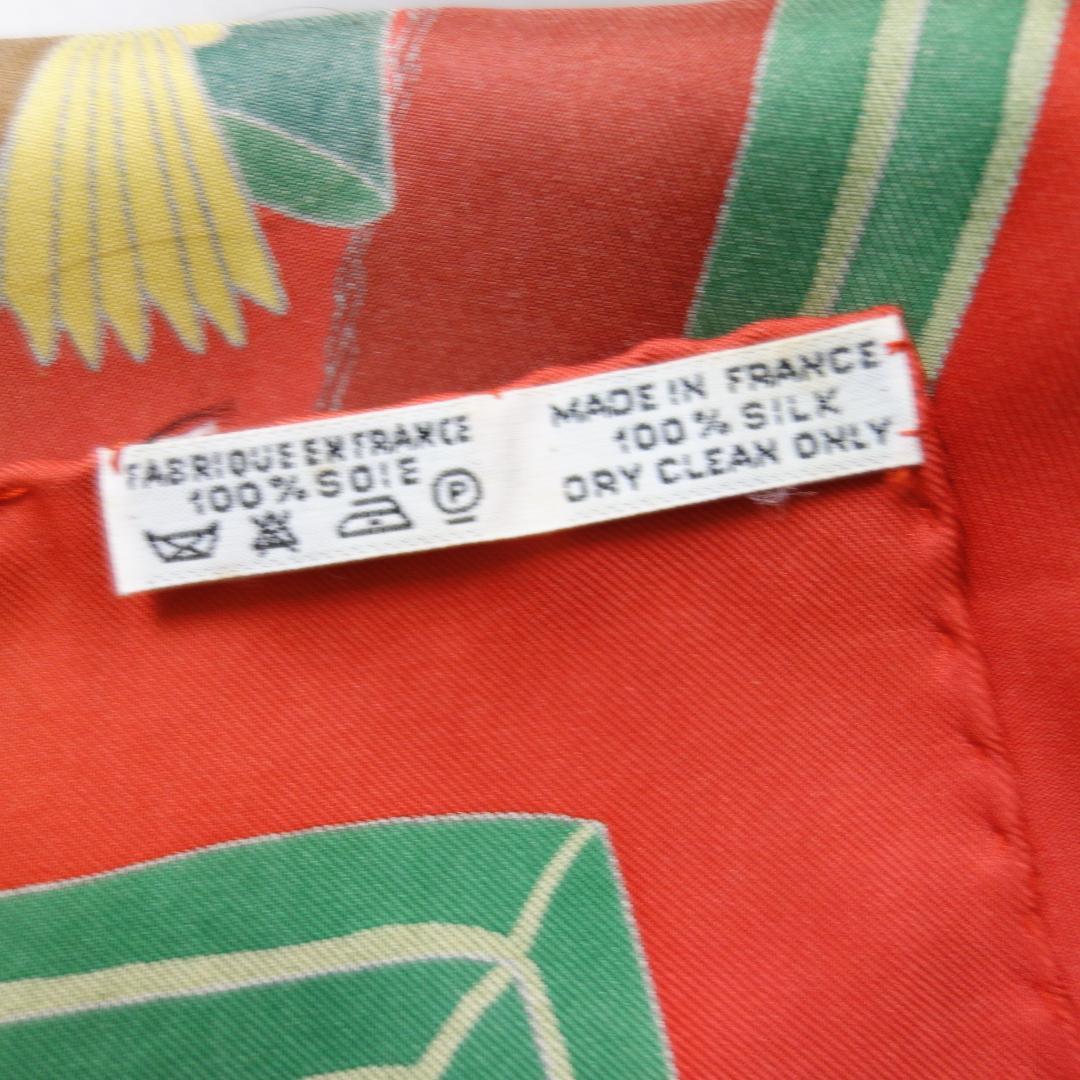 FABRIQUE EN FRANCE
100% SOIE
P
MADE IN FRANCE
100% SILK
DRY CLEAN ONLY